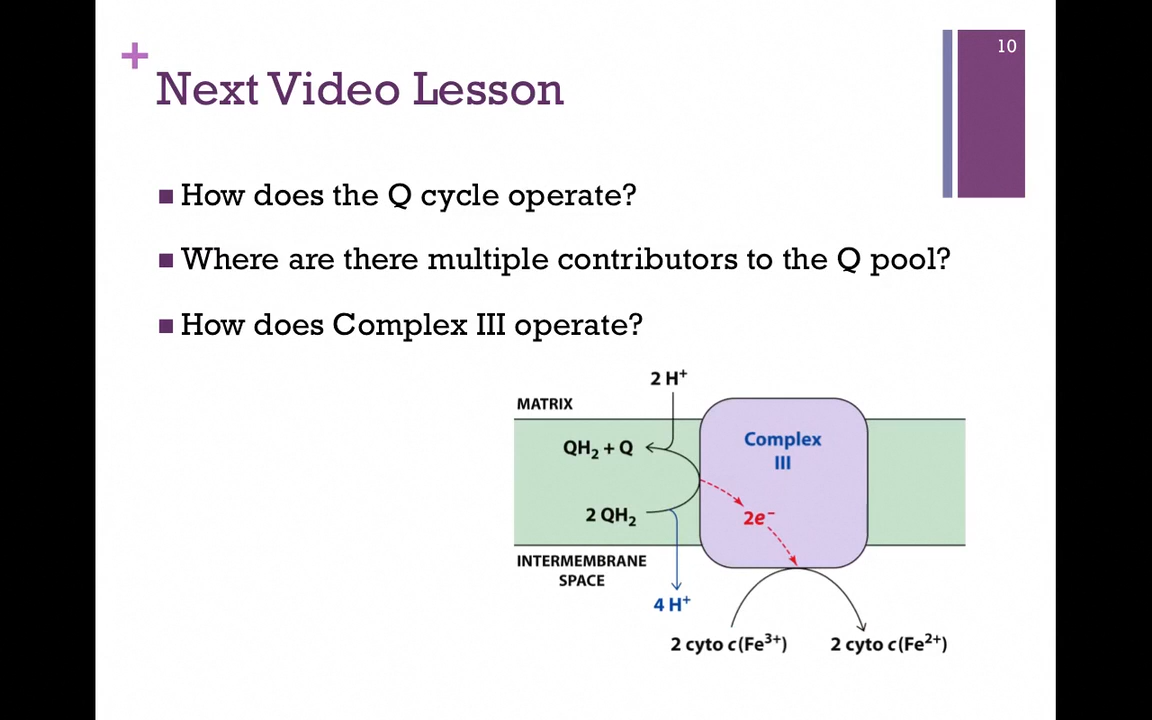 10
+
Next Video Lesson
■ How does the Q cycle operate?
■ Where are there multiple contributors to the Q pool?
■ How does Complex III operate?
2 H⁺
MATRIX
Complex
III
QH₂ + Q
2e⁻
2 QH₂
INTERMEMBRANE
SPACE
4 H⁺
2 cyto c(Fe³⁺) 2 cyto c(Fe²⁺)